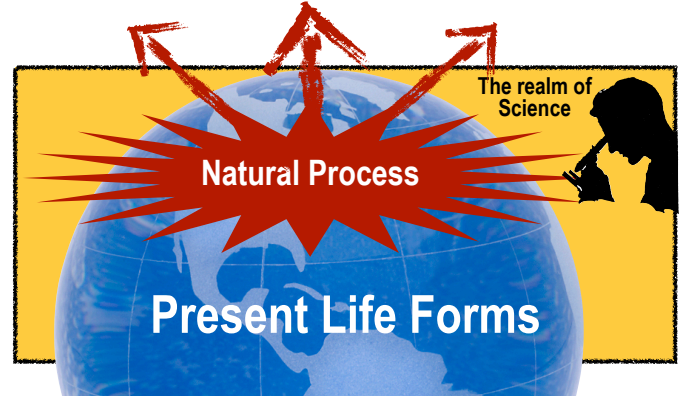 The realm of
Science
Natural Process
Present Life Forms